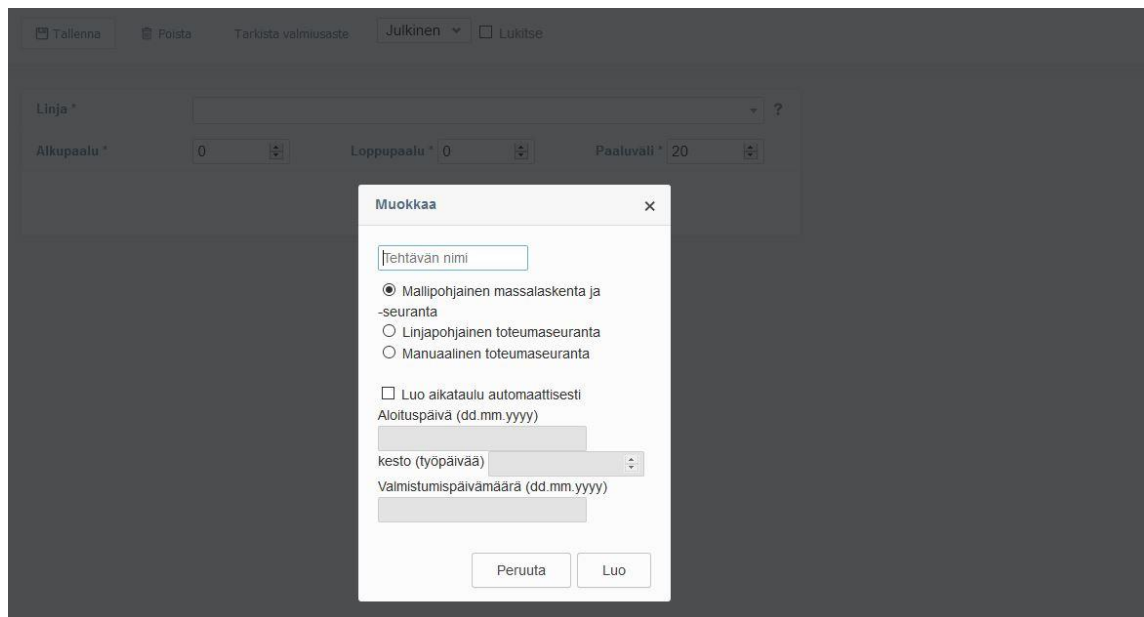 Tallenna Poista Tarkista valmiusaste Julkinen Lukitse
Linja * ?
Alkupaalu * 0 Loppupaalu * 0 Paaluväli * 20
Muokkaa ×
Tehtävän nimi
Mallipohjainen massalaskenta ja
-seuranta
Linjapohjainen toteumaseuranta
Manuaalinen toteumaseuranta
Luo aikataulu automaattisesti
Aloituspäivä (dd.mm.yyyy)
kesto (työpäivää)
Valmistumispäivämäärä (dd.mm.yyyy)
Peruuta Luo